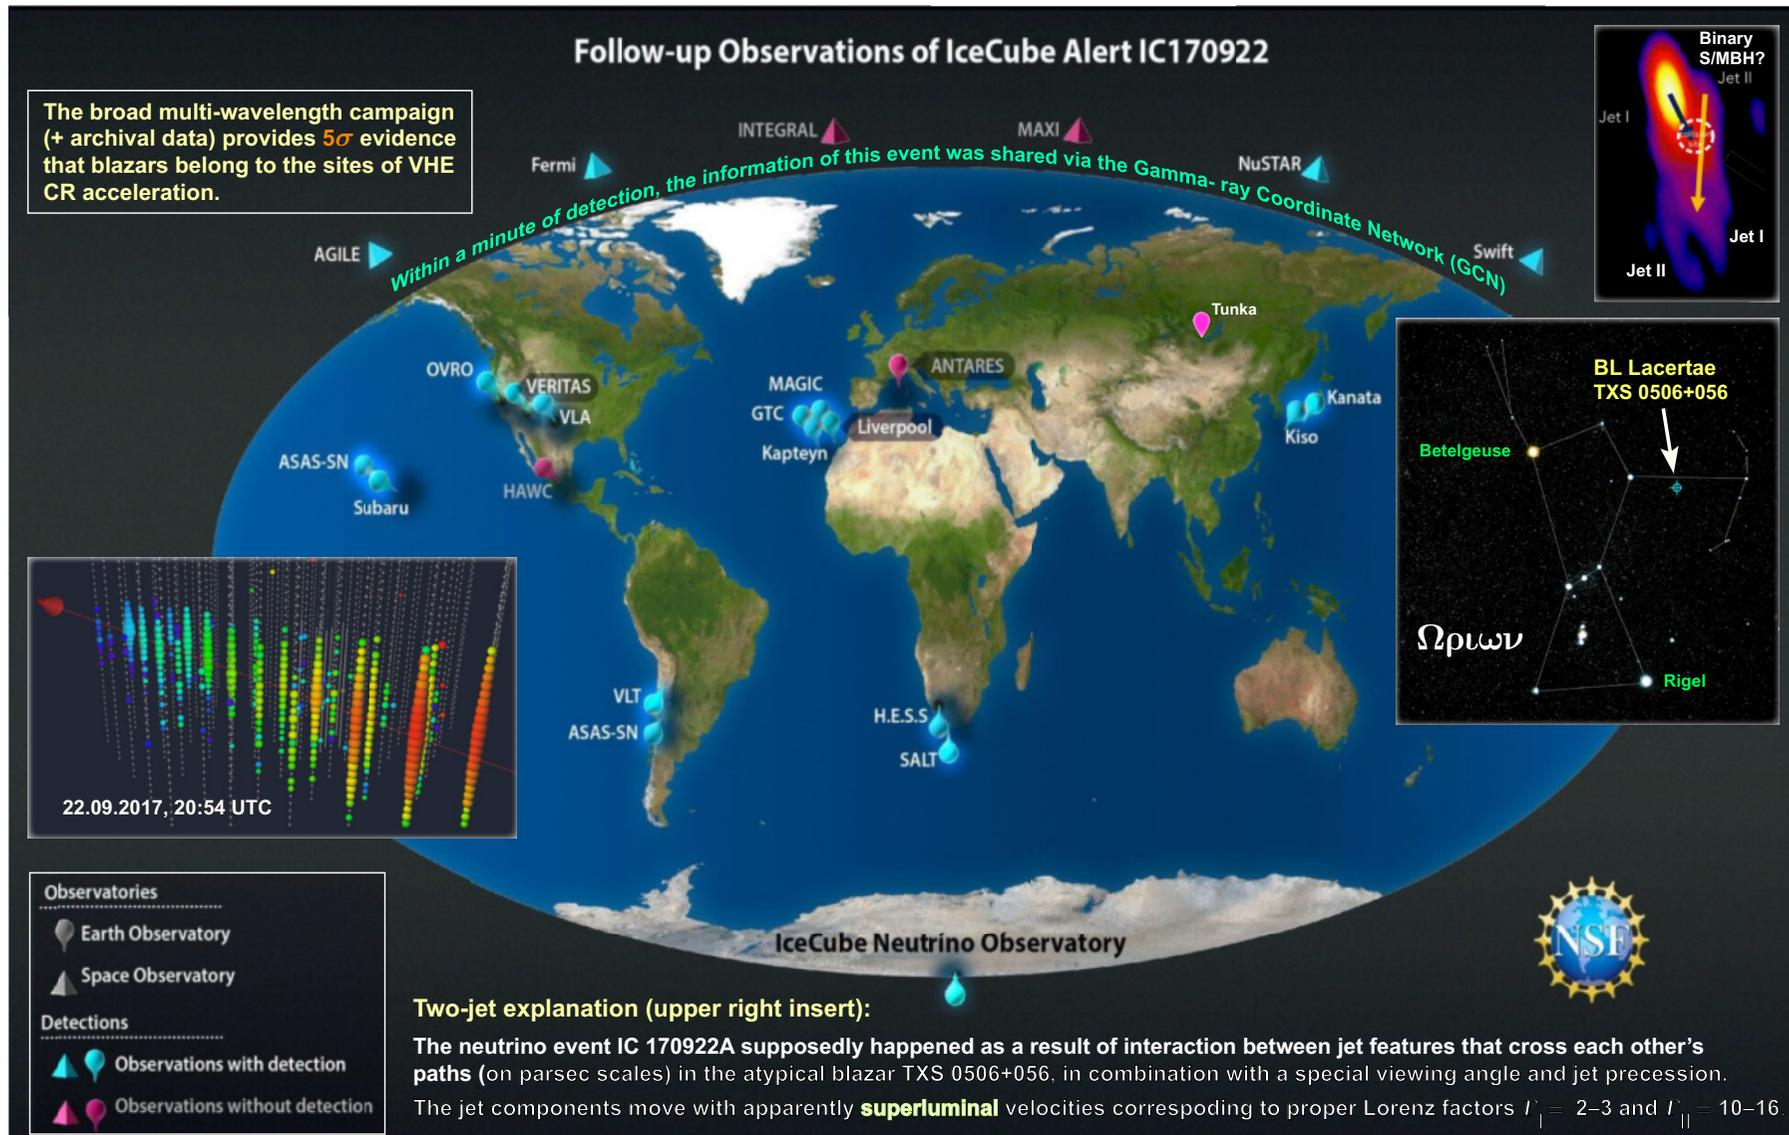 Follow-up Observations of IceCube Alert IC170922
The broad multi-wavelength campaign
(+ archival data) provides 5σ evidence
that blazars belong to the sites of VHE
CR acceleration.
Binary
S/MBH?
Jet II
Jet I
collision
site
Jet I
Jet II
INTEGRAL
MAXI
Fermi
NuSTAR
AGILE
Swift
Within a minute of detection, the information of this event was shared via the Gamma- ray Coordinate Network (GCN)
Tunka
OVRO
VERITAS
VLA
MAGIC
GTC
ANTARES
Liverpool
Kapteyn
Kanata
Kiso
ASAS-SN
Subaru
HAWC
BL Lacertae
TXS 0506+056
Betelgeuse
Ωριων
Rigel
VLT
ASAS-SN
H.E.S.S
SALT
22.09.2017, 20:54 UTC
IceCube Neutrino Observatory
NSF
Observatories
Earth Observatory
Space Observatory
Detections
Observations with detection
Observations without detection
Two-jet explanation (upper right insert):
The neutrino event IC 170922A supposedly happened as a result of interaction between jet features that cross each other’s
paths (on parsec scales) in the atypical blazar TXS 0506+056, in combination with a special viewing angle and jet precession.
The jet components move with apparently superluminal velocities correspoding to proper Lorenz factors Γ_I = 2–3 and Γ_II = 10–16